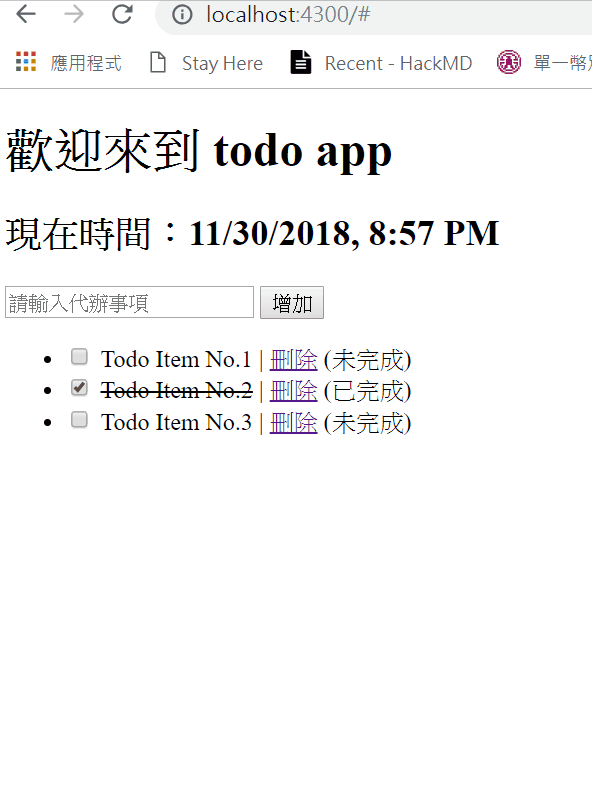 localhost:4300/#
應用程式 Stay Here Recent - HackMD 單一幣
歡迎來到 todo app
現在時間：11/30/2018, 8:57 PM
請輸入代辦事項 增加
Todo Item No.1 | 刪除 (未完成)
Todo Item No.2 | 刪除 (已完成)
Todo Item No.3 | 刪除 (未完成)